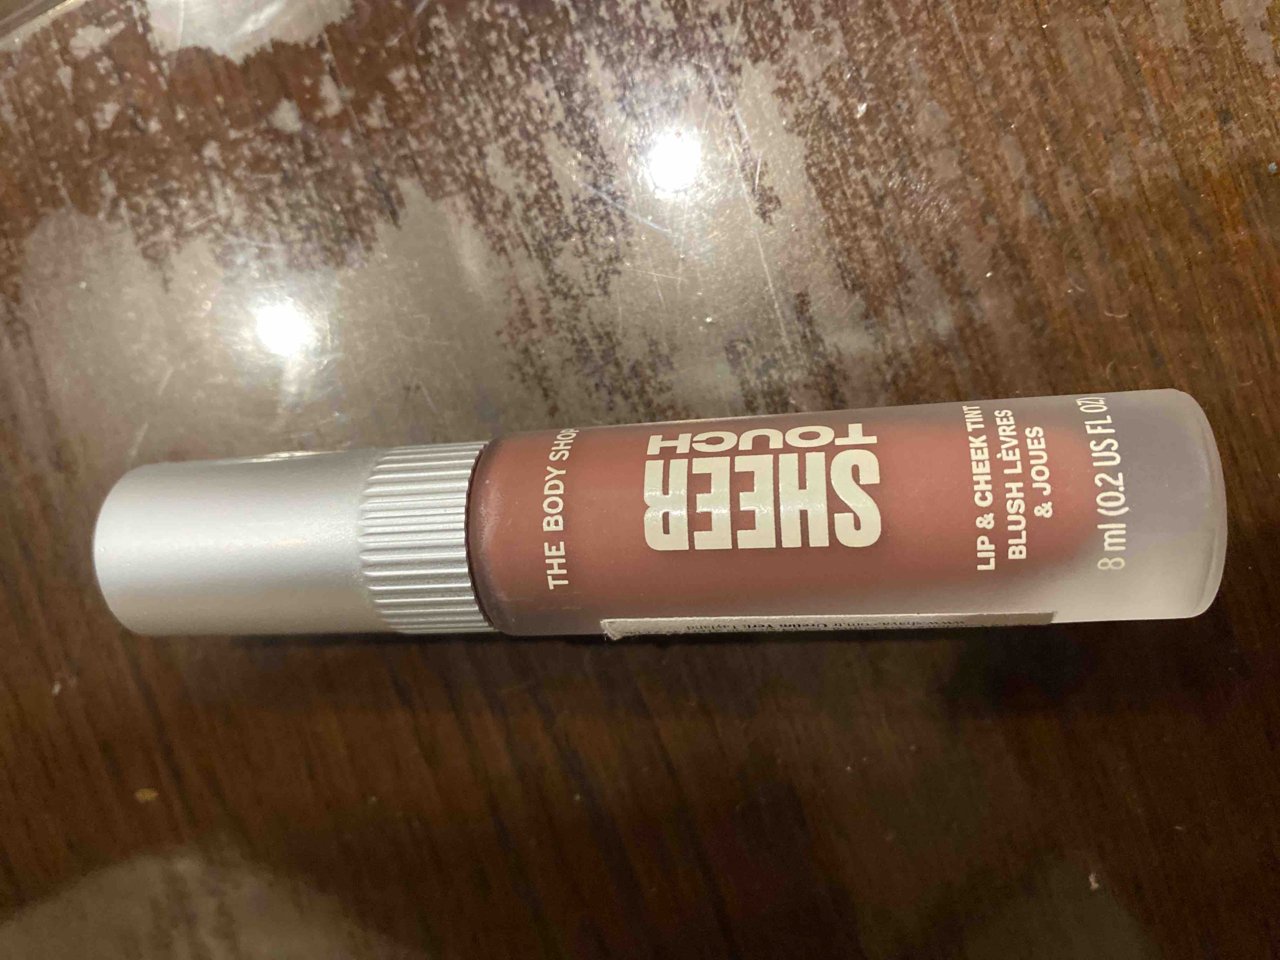 THE BODY SHOP
SHEER
TOUCH
LIP & CHEEK TINT
BLUSH LÈVRES
& JOUES
8 ml (0.2 US FL OZ)